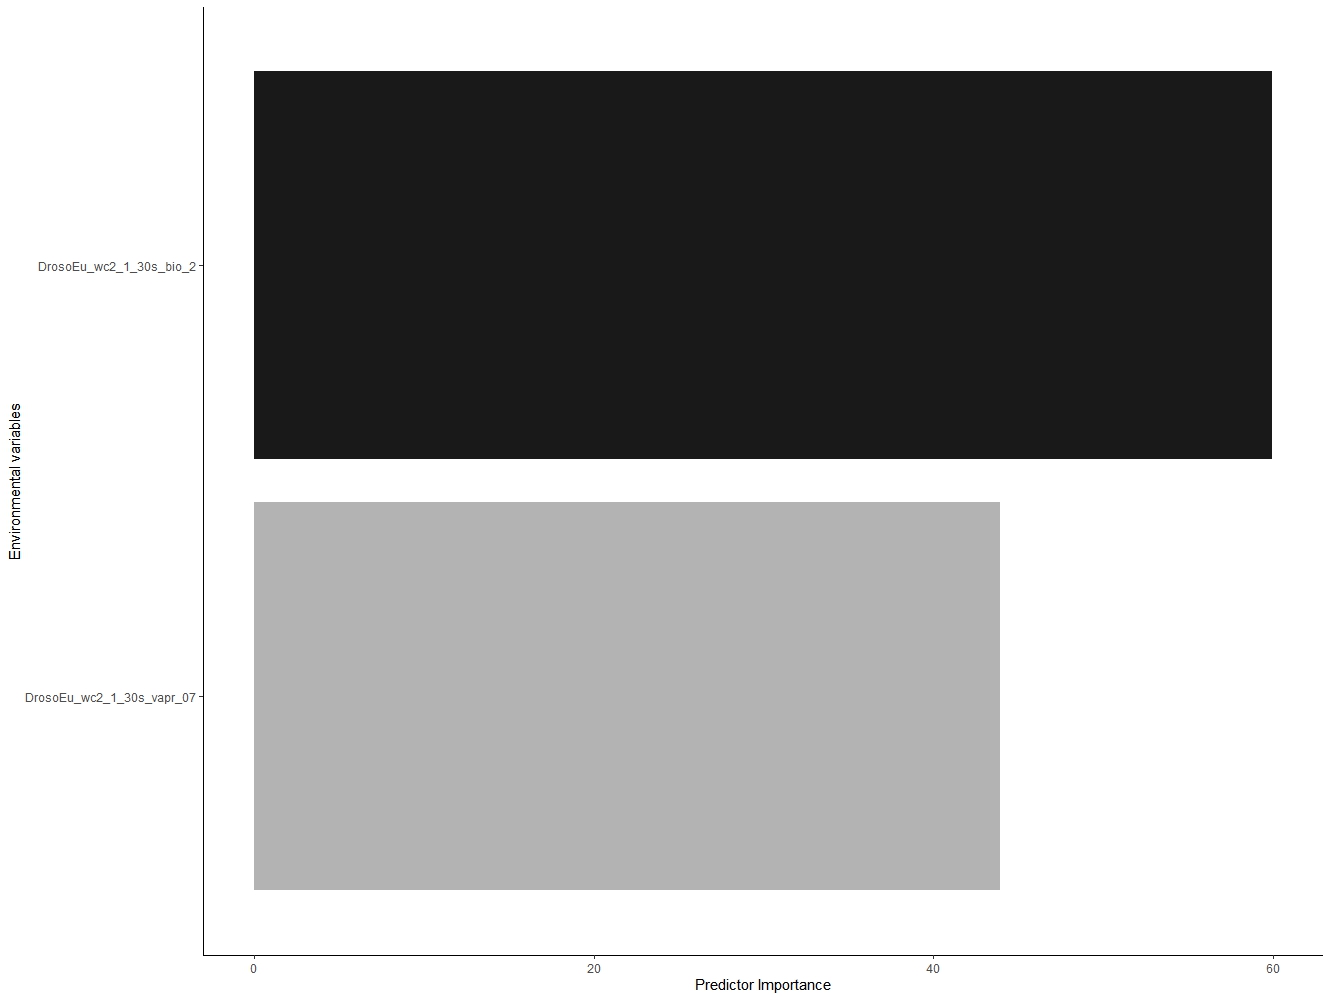 Environmental variables
DrosoEu_wc2_1_30s_bio_2
DrosoEu_wc2_1_30s_vapr_07
0 20 40 60
Predictor Importance